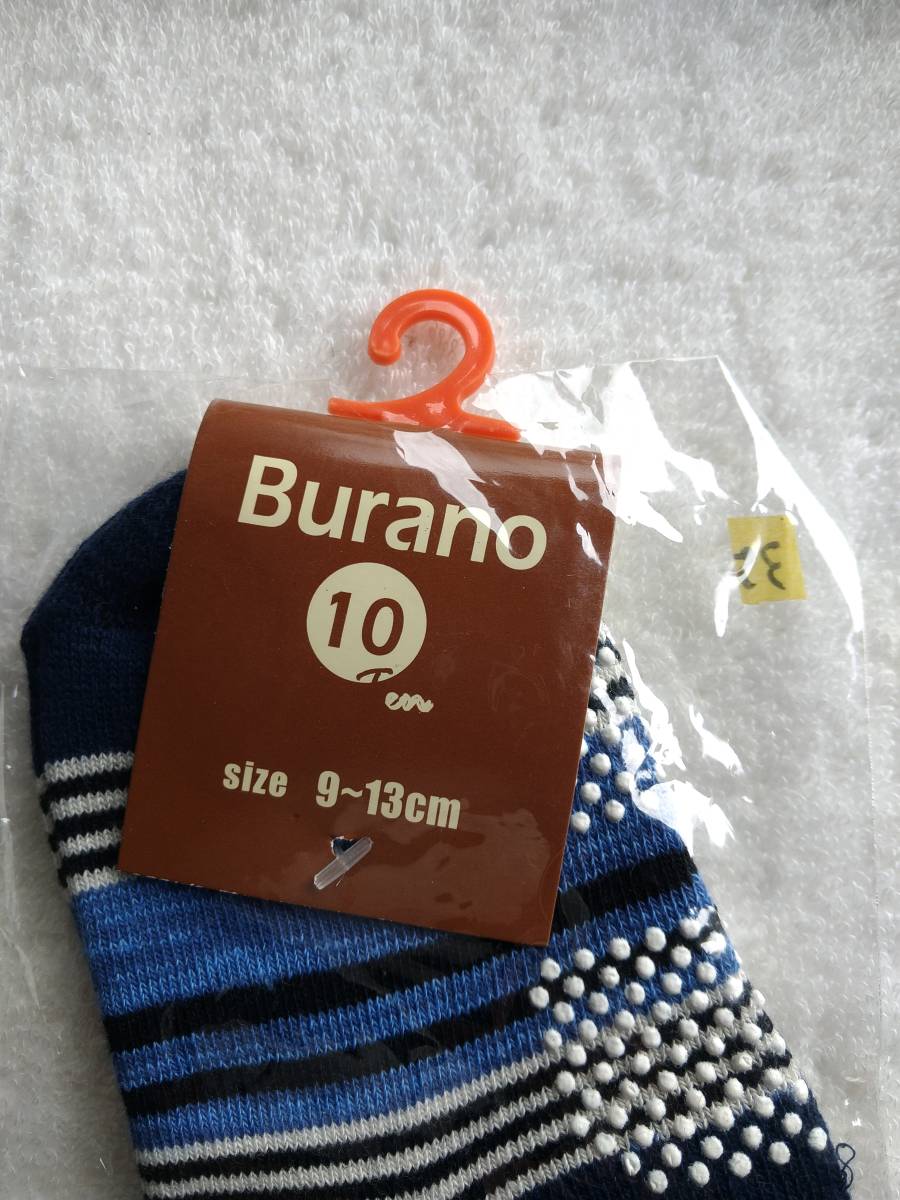 Burano
10
Ten
size 9~13cm